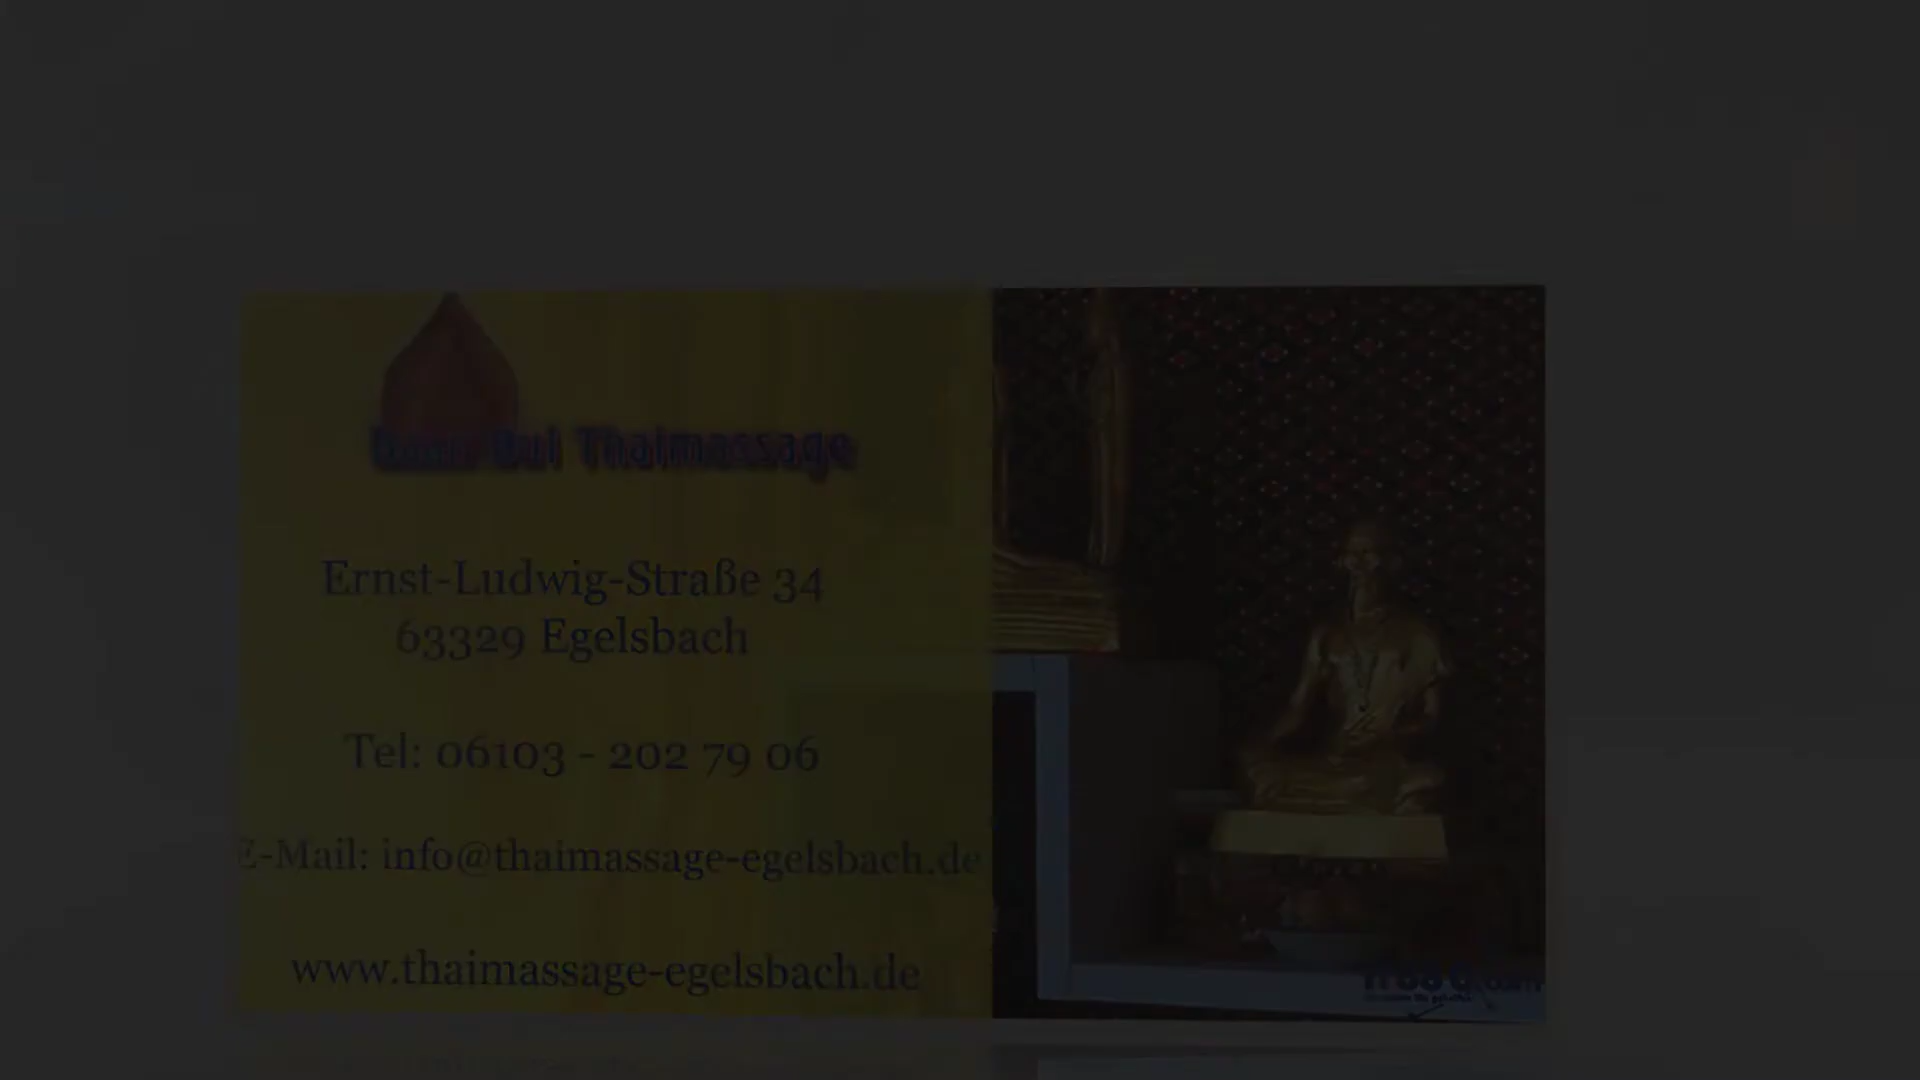 Thaimassage
Ernst-Ludwig-Straße 34
63329 Egelsbach
Tel: 06103 - 202 79 06
E-Mail: info@thaimassage-egelsbach.de
www.thaimassage-egelsbach.de